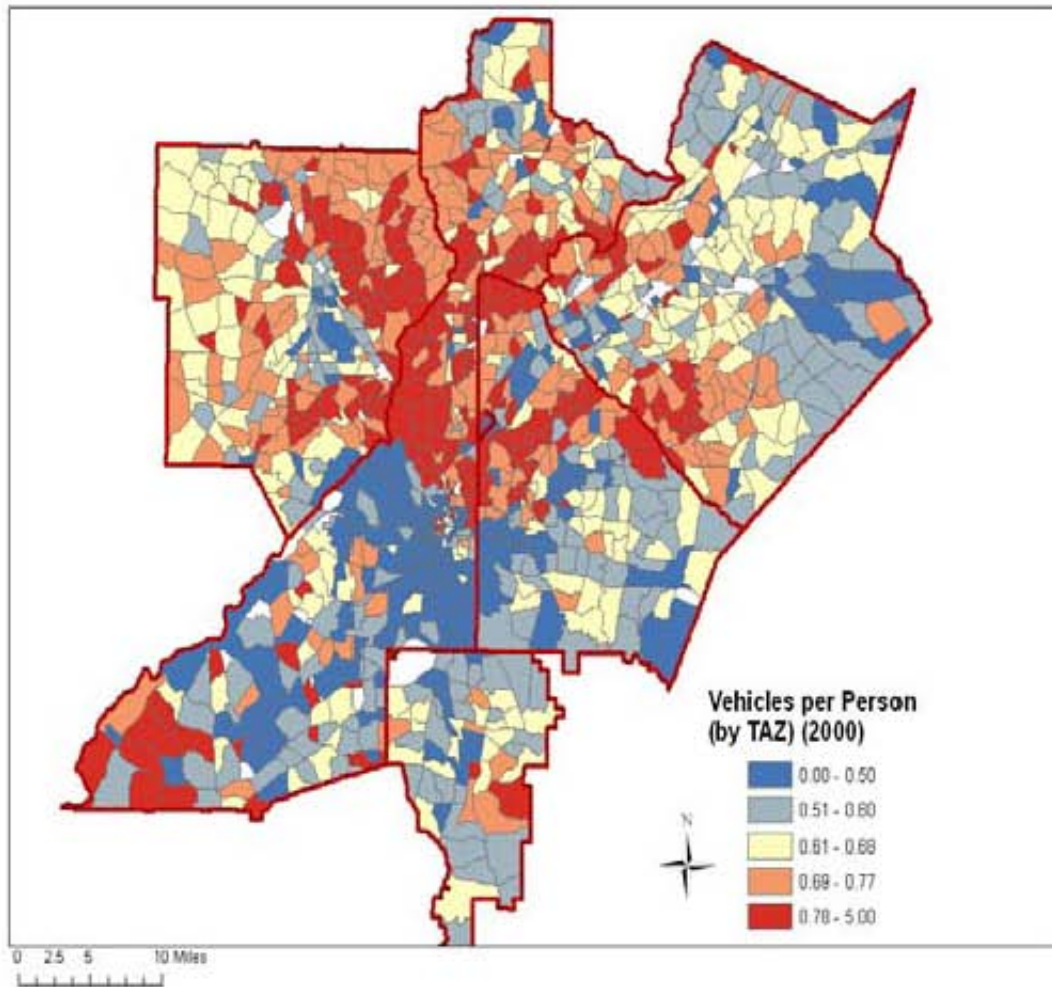 Vehicles per Person
(by TAZ) (2000)
0.00 - 0.50
0.51 - 0.60
0.61 - 0.68
0.69 - 0.77
0.78 - 5.00
N
0 2.5 5 10 Miles